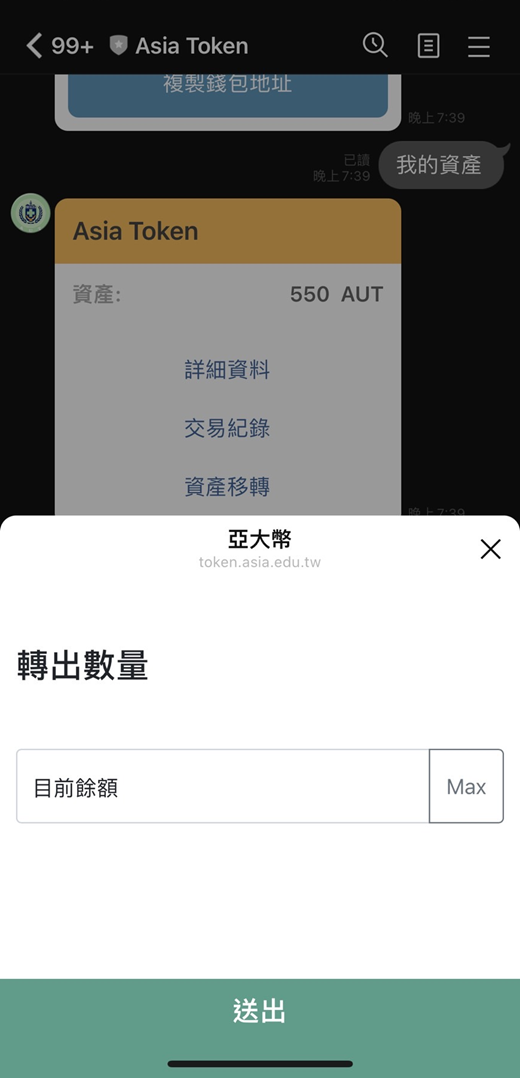 99+ Asia Token
複製錢包地址
晚上7:39
已讀
晚上7:39
我的資產
Asia Token
資產: 550 AUT
詳細資料
交易紀錄
資產移轉
晚上7:39
亞大幣
token.asia.edu.tw
轉出數量
目前餘額 Max
送出